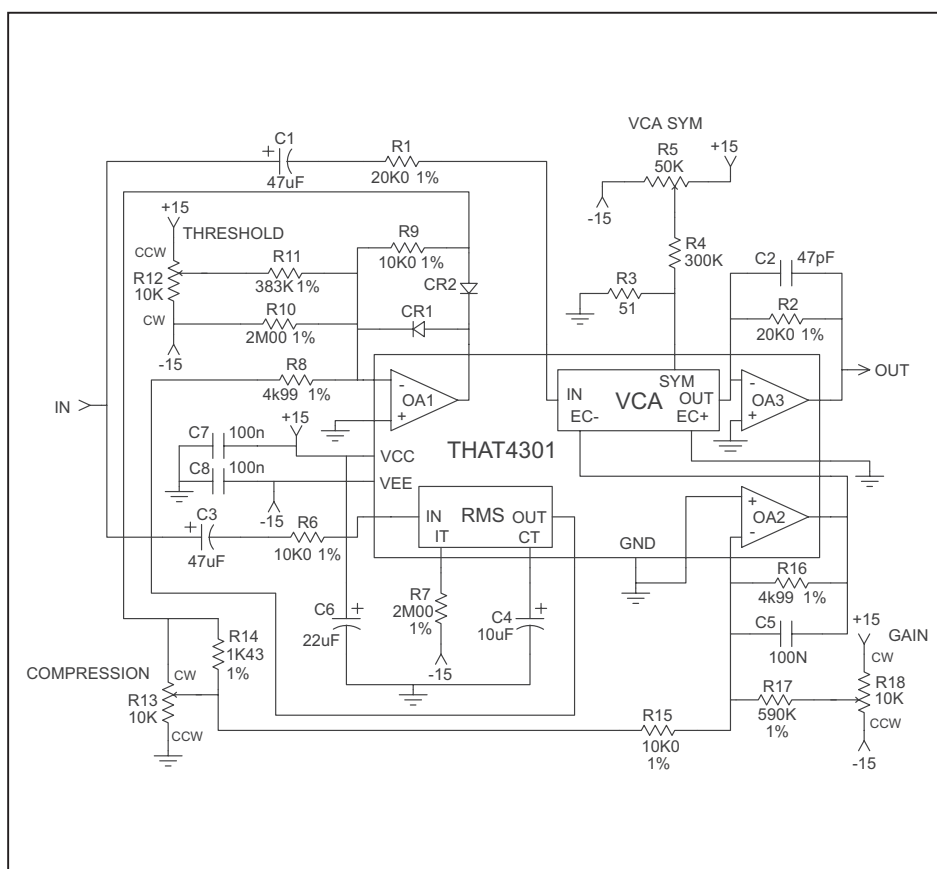 VCA SYM
C1
+
47uF
R1
20K0 1%
R5
50K
+15
-15
+15
THRESHOLD
CCW
R12
10K
CW
-15
R11
383K 1%
R10
2M00 1%
R9
10K0 1%
CR2
CR1
R4
300K
R3
51
C2
47pF
R2
20K0 1%
R8
4k99 1%
-
OA1
+
IN
SYM
IN
OUT
VCA
EC-
EC+
-
OA3
+
OUT
+15
C7
100n
C8
100n
VCC
VEE
-15
THAT4301
C3
+
47uF
R6
10K0 1%
IN
RMS
OUT
IT
CT
GND
+
OA2
-
R7
2M00
1%
-15
+
C6
22uF
+
C4
10uF
R16
4k99 1%
C5
100N
+15
GAIN
CW
R18
10K
CCW
-15
R17
590K
1%
R14
1K43
1%
COMPRESSION
CW
R13
10K
CCW
R15
10K0
1%